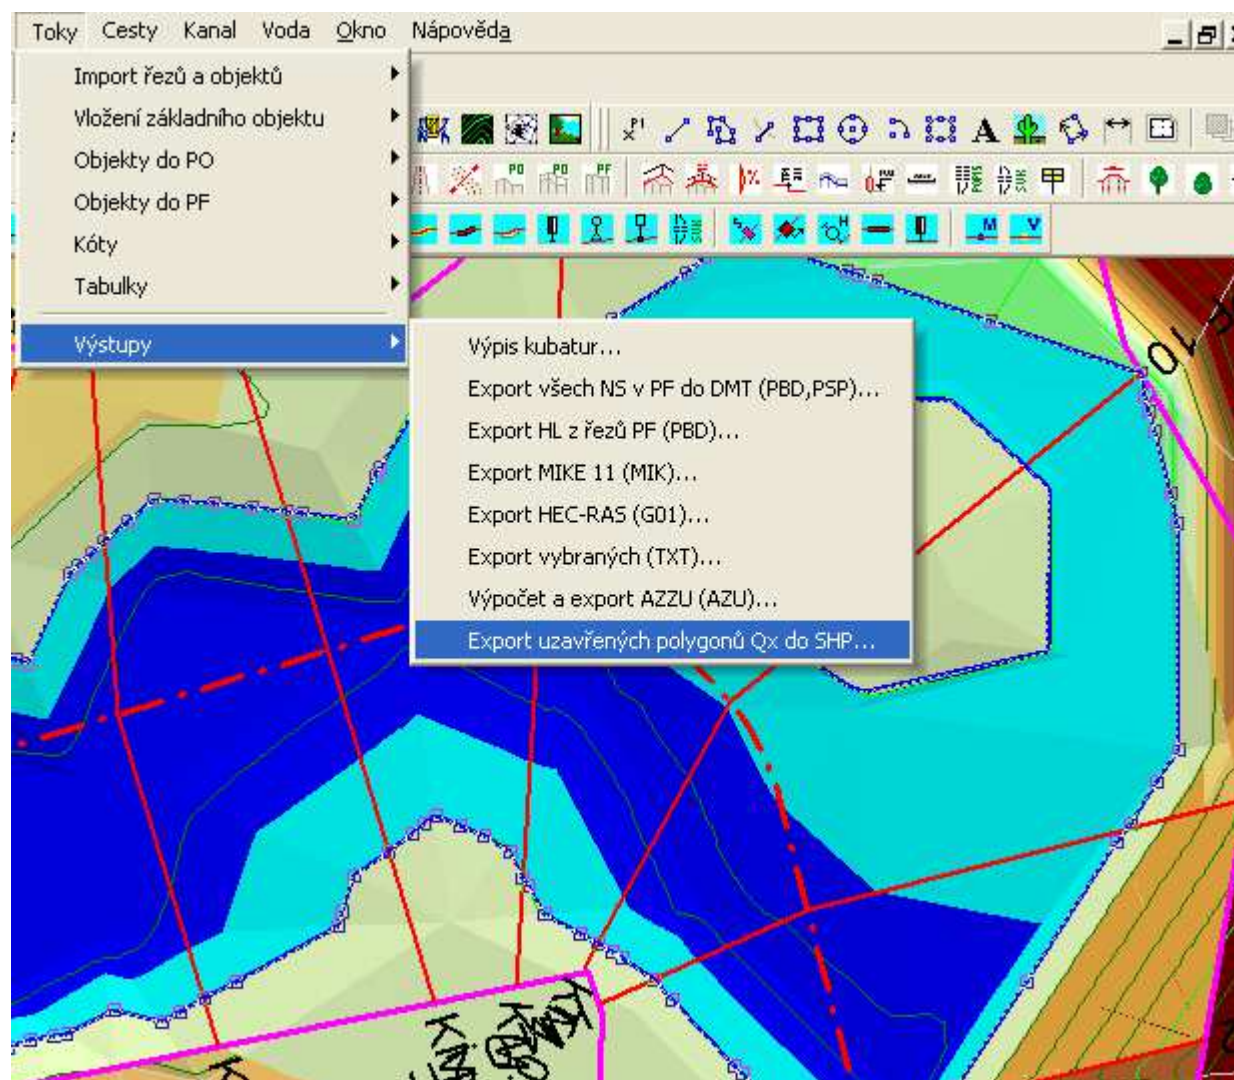 Toky Cesty Kanal Voda Okno Nápověda
Import řezů a objektů
Vložení základního objektu
Objekty do PO
Objekty do PF
Kóty
Tabulky
Výstupy
Výpis kubatur...
Export všech NS v PF do DMT (PBD,PSP)...
Export HL z řezů PF (PBD)...
Export MIKE 11 (MIK)...
Export HEC-RAS (G01)...
Export vybraných (TXT)...
Výpočet a export AZZU (AZU)...
Export uzavřených polygonů Qx do SHP...